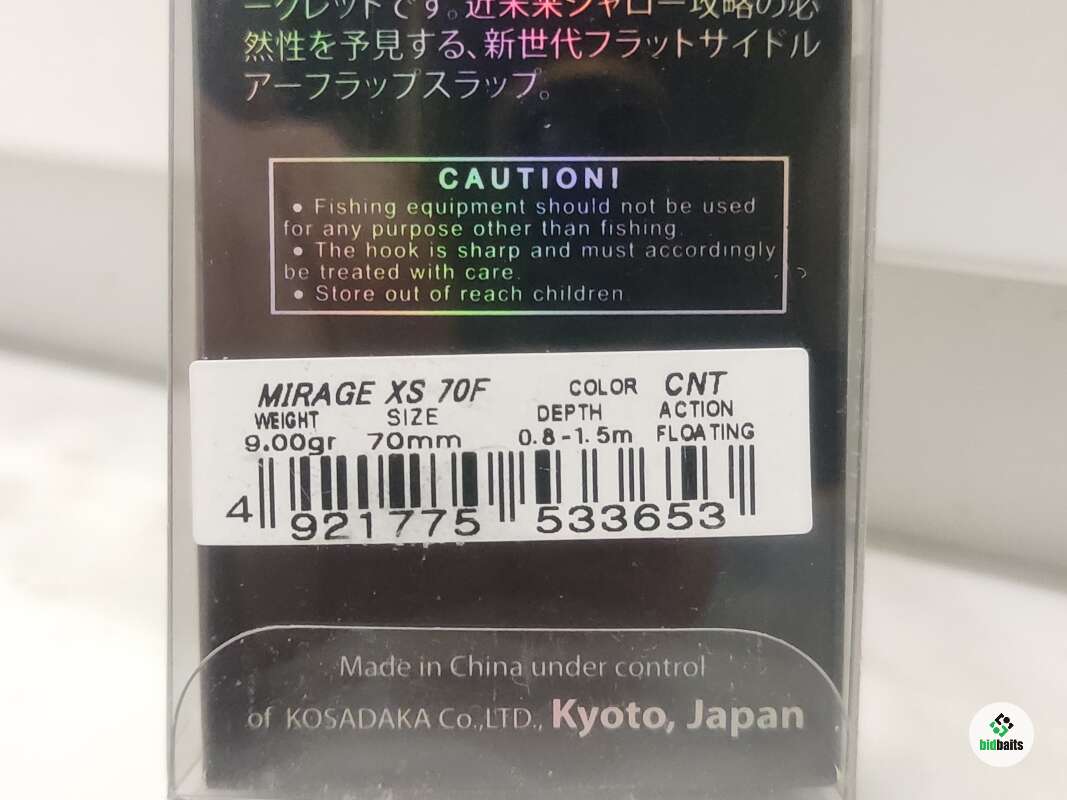 ーゲットです。近未来シャロー攻略の必
然性を予見する、新世代フラットサイドル
アーフラップスラップ。
CAUTION!
• Fishing equipment should not be used
for any purpose other than fishing.
• The hook is sharp and must accordingly
be treated with care.
• Store out of reach children
MIRAGE XS 70F COLOR CNT
WEIGHT SIZE DEPTH ACTION
9.00gr 70mm 0.8-1.5m FLOATING
4 921775 533653
Made in China under control
of KOSADAKA Co.,LTD., Kyoto, Japan
bidbaits